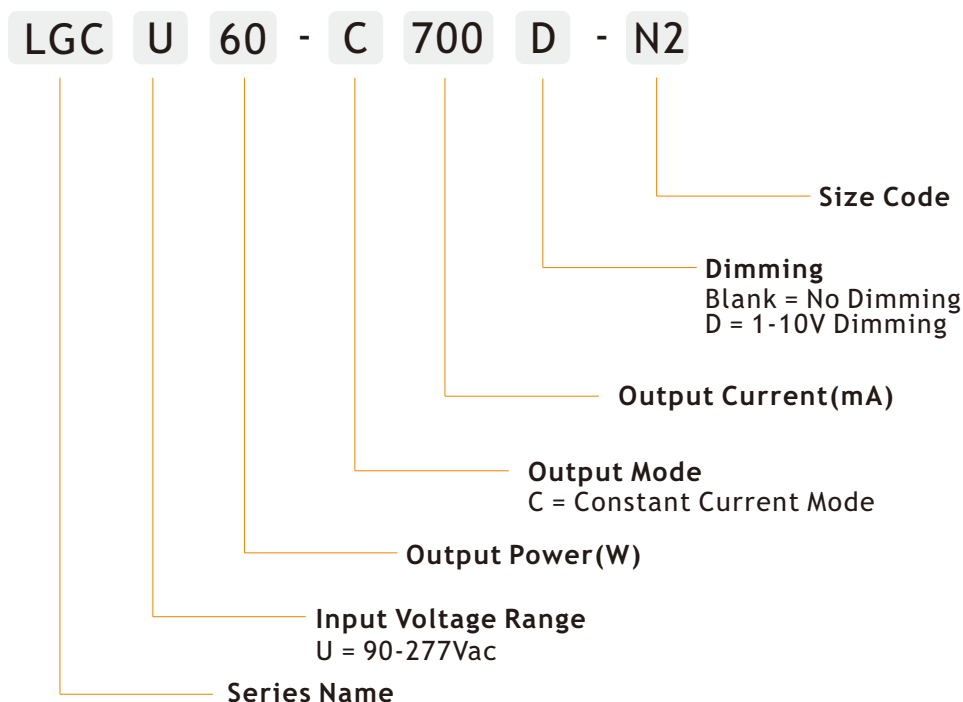 LGC U 60 - C 700 D - N2
Size Code
Dimming
Blank = No Dimming
D = 1-10V Dimming
Output Current(mA)
Output Mode
C = Constant Current Mode
Output Power(W)
Input Voltage Range
U = 90-277Vac
Series Name